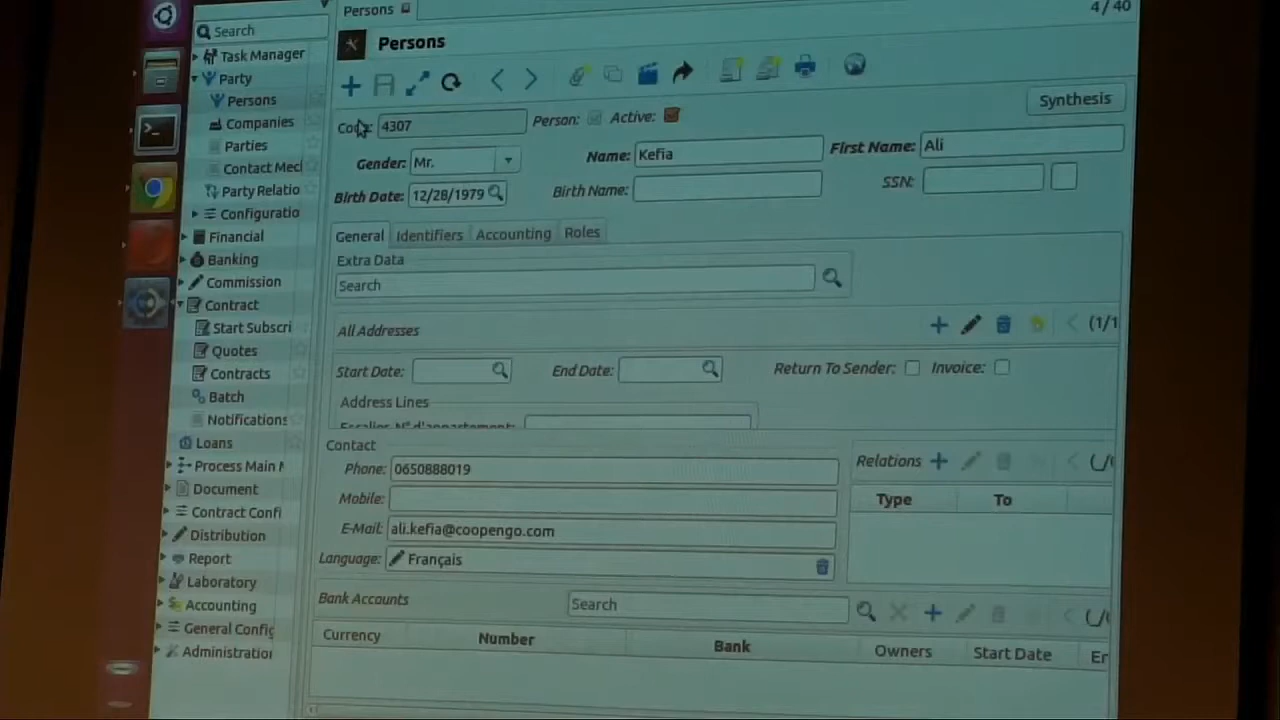 Persons
4 / 40
Search
Persons
Task Manager
Party
Persons
Companies
Parties
Contact Mecl
Party Relatio
Configuratio
Financial
Banking
Commission
Contract
Start Subscri
Quotes
Contracts
Batch
Notifications
Loans
Process Main
Document
Contract Confi
Distribution
Report
Laboratory
Accounting
General Config
Administration
Synthesis
4307
Person:
Active:
Gender: Mr.
Name: Kefia
First Name: Ali
Birth Date: 12/28/1979
Birth Name:
SSN:
General
Identifiers
Accounting
Roles
Extra Data
Search
All Addresses
(1/1
Start Date:
End Date:
Return To Sender:
Invoice:
Address Lines
Escalier, N° d'appartement:
Contact
Phone: 0650888019
Mobile:
E-Mail: ali.kefia@coopengo.com
Language: Français
Relations
Type
To
Bank Accounts
Search
Currency
Number
Bank
Owners
Start Date